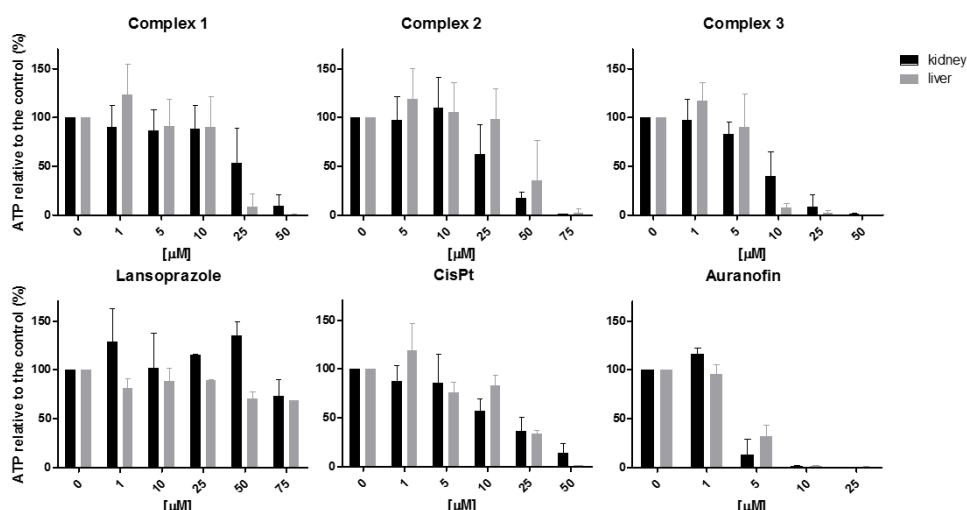 Complex 1
Complex 2
Complex 3
ATP relative to the control (%)
150
100
50
0
0 1 5 10 25 50
[µM]
150
100
50
0
0 5 10 25 50 75
[µM]
150
100
50
0
0 1 5 10 25 50
[µM]
kidney
liver
Lansoprazole
CisPt
Auranofin
ATP relative to the control (%)
150
100
50
0
0 1 10 25 50 75
[µM]
150
100
50
0
0 1 5 10 25 50
[µM]
150
100
50
0
0 1 5 10 25
[µM]